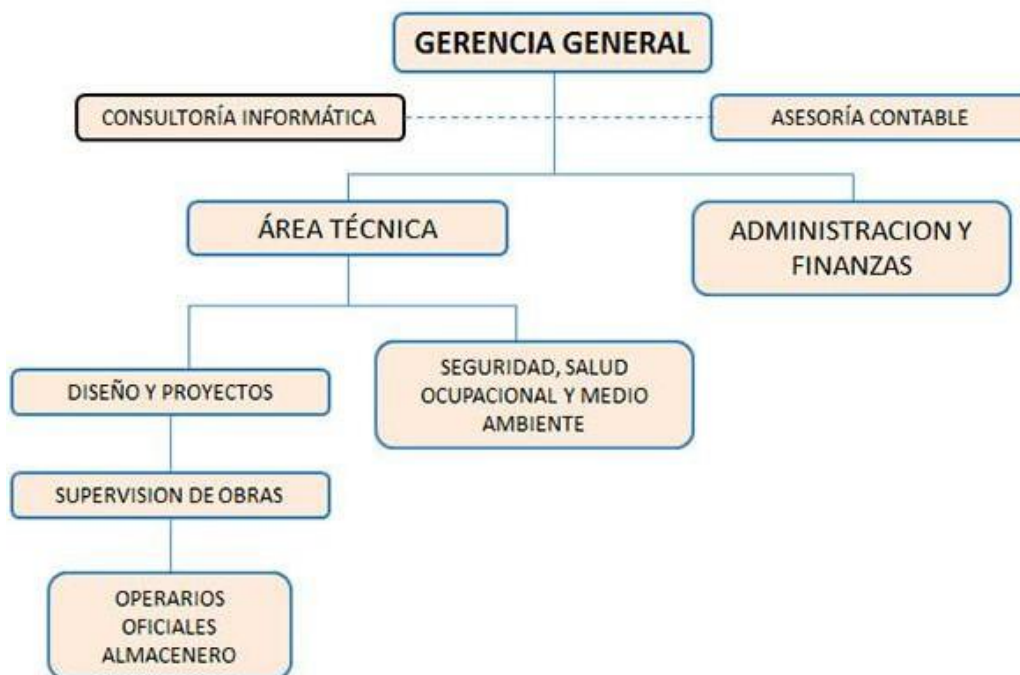 GERENCIA GENERAL
CONSULTORÍA INFORMÁTICA
ASESORÍA CONTABLE
ÁREA TÉCNICA
ADMINISTRACION Y
FINANZAS
DISEÑO Y PROYECTOS
SEGURIDAD, SALUD
OCUPACIONAL Y MEDIO
AMBIENTE
SUPERVISION DE OBRAS
OPERARIOS
OFICIALES
ALMACENERO